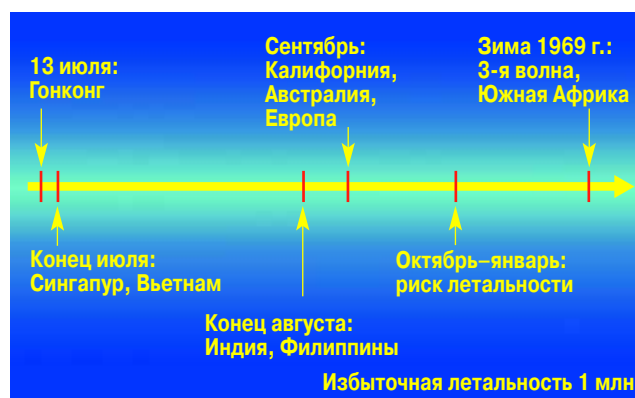 13 июля:
Гонконг
Сентябрь:
Калифорния,
Австралия,
Европа
Зима 1969 г.:
3-я волна,
Южная Африка
Конец июля:
Сингапур, Вьетнам
Конец августа:
Индия, Филиппины
Октябрь–январь:
риск летальности
Избыточная летальность 1 млн